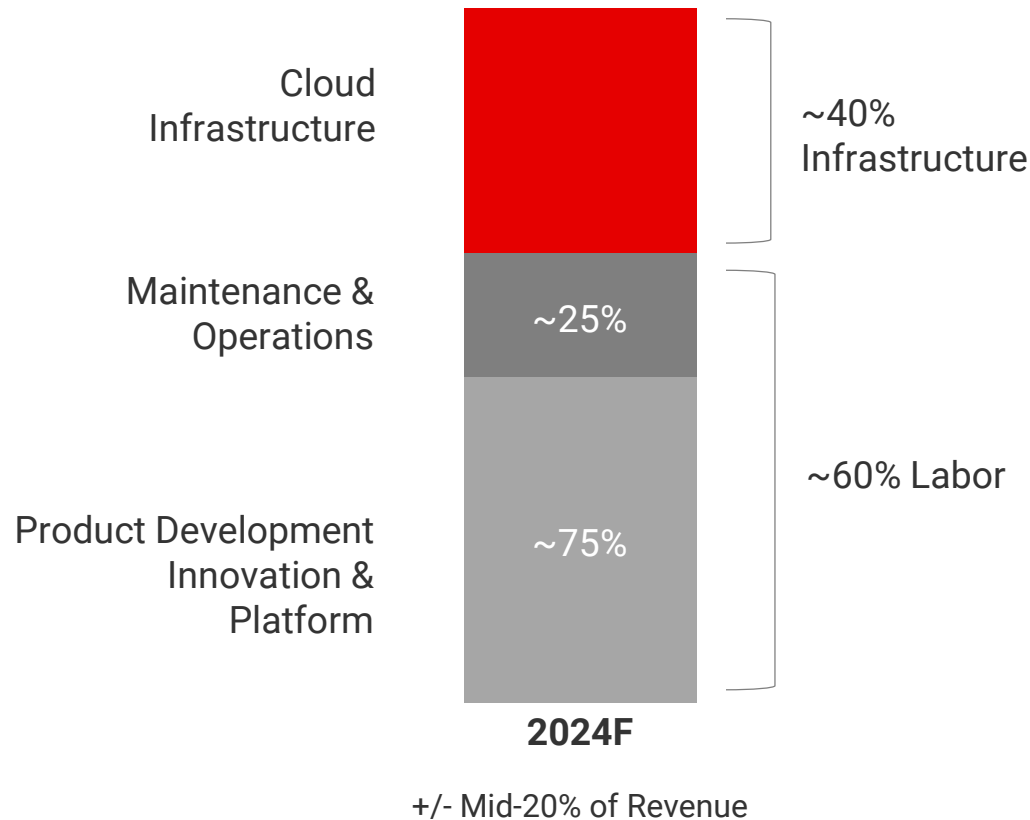 Cloud
Infrastructure
~40%
Infrastructure
Maintenance &
Operations
~25%
~60% Labor
Product Development
Innovation &
Platform
~75%
2024F
+/- Mid-20% of Revenue